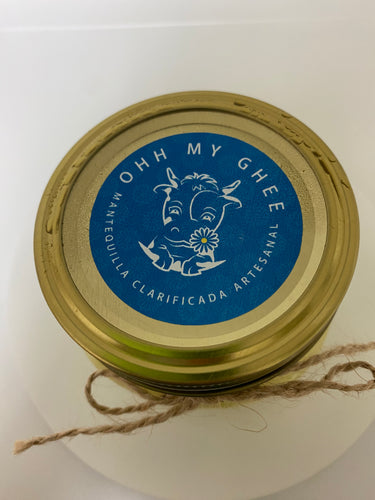 OHH MY GHEE
MANTEQUILLA CLARIFICADA ARTESANAL